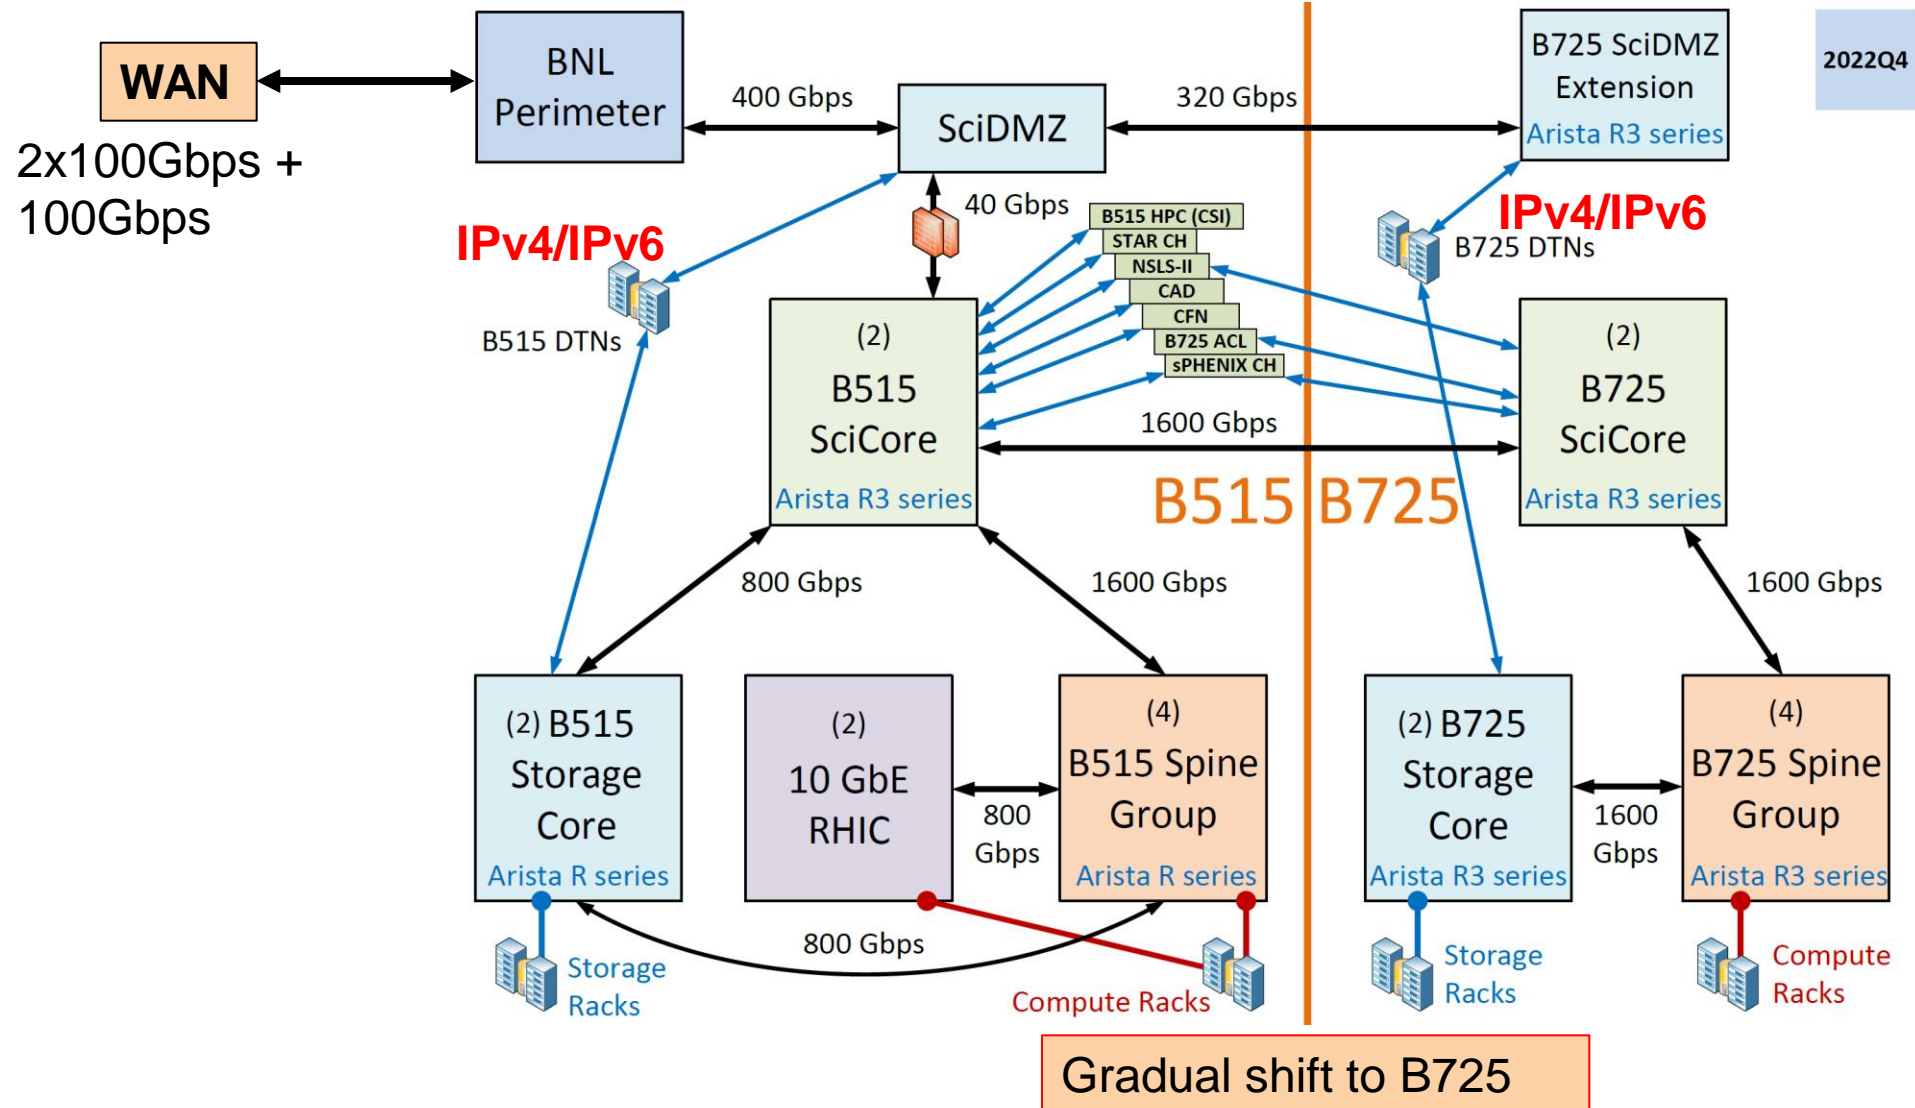 WAN
2x100Gbps +
100Gbps
BNL
Perimeter
400 Gbps
SciDMZ
320 Gbps
B725 SciDMZ
Extension
Arista R3 series
2022Q4
40 Gbps
IPv4/IPv6
B515 DTNs
IPv4/IPv6
B725 DTNs
B515 HPC (CSI)
STAR CH
NSLS-II
CAD
CFN
B725 ACL
sPHENIX CH
(2)
B515
SciCore
Arista R3 series
1600 Gbps
(2)
B725
SciCore
Arista R3 series
B515
B725
800 Gbps
1600 Gbps
1600 Gbps
(2) B515
Storage
Core
Arista R series
(2)
10 GbE
RHIC
800
Gbps
(4)
B515 Spine
Group
Arista R series
(2) B725
Storage
Core
Arista R3 series
1600
Gbps
(4)
B725 Spine
Group
Arista R3 series
800 Gbps
Storage
Racks
Compute Racks
Storage
Racks
Compute
Racks
Gradual shift to B725